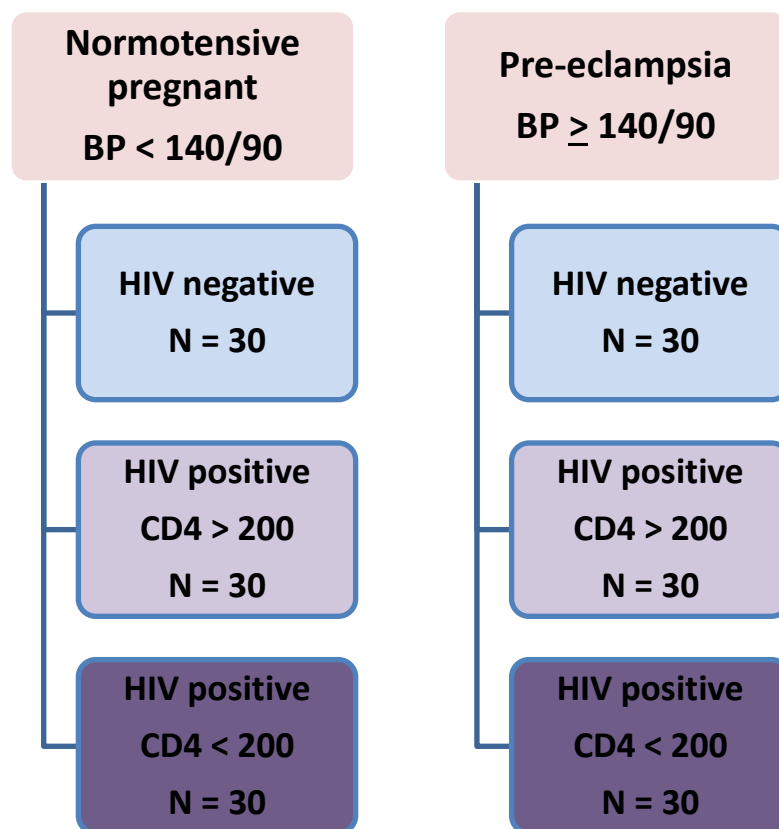 Normotensive
pregnant
BP < 140/90
HIV negative
N = 30
HIV positive
CD4 > 200
N = 30
HIV positive
CD4 < 200
N = 30
Pre-eclampsia
BP ≥ 140/90
HIV negative
N = 30
HIV positive
CD4 > 200
N = 30
HIV positive
CD4 < 200
N = 30